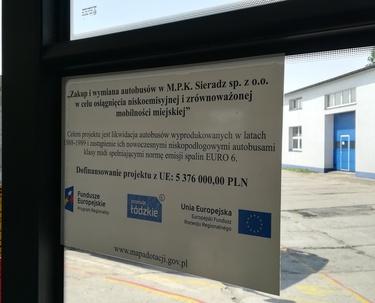 „Zakup i wymiana autobusów w M.P.K. Sieradz sp. z o.o.
w celu osiągnięcia niskoemisyjnej i zrównoważonej
mobilności miejskiej”
Celem projektu jest likwidacja autobusów wyprodukowanych w latach
1988-1999 i zastąpienie ich nowoczesnymi niskopodłogowymi autobusami
klasy midi spełniającymi normę emisji spalin EURO 6.
Dofinansowanie projektu z UE: 5 376 000,00 PLN
Fundusze
Europejskie
Program Regionalny
łódzkie
Unia Europejska
Europejski Fundusz
Rozwoju Regionalnego
www.mapadotacji.gov.pl